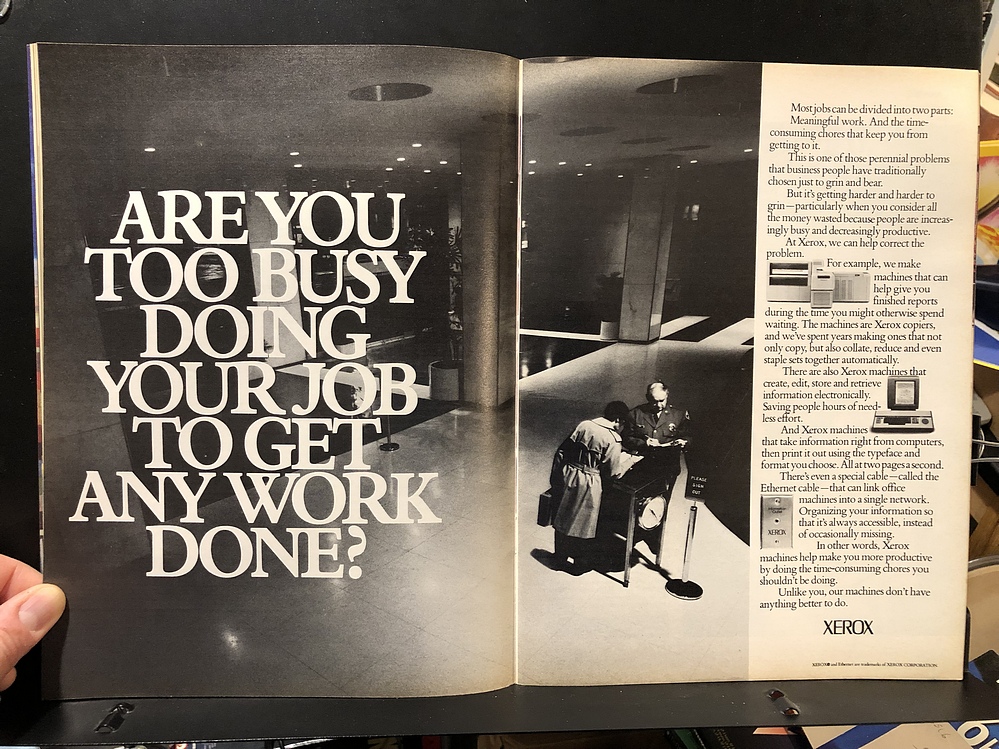 ARE YOU
TOO BUSY
DOING
YOUR JOB
TO GET
ANY WORK
DONE?
PLEASE
SIGN
OUT
Most jobs can be divided into two parts:
Meaningful work. And the time-
consuming chores that keep you from
getting to it.
This is one of those perennial problems
that business people have traditionally
chosen just to grin and bear.
But it's getting harder and harder to
grin—particularly when you consider all
the money wasted because people are increas-
ingly busy and decreasingly productive.
At Xerox, we can help correct the
problem.
For example, we make
machines that can
help give you
finished reports
during the time you might otherwise spend
waiting. The machines are Xerox copiers,
and we've spent years making ones that not
only copy, but also collate, reduce and even
staple sets together automatically.
There are also Xerox machines that
create, edit, store and retrieve
information electronically.
Saving people hours of need-
less effort.
And Xerox machines
that take information right from computers,
then print it out using the typeface and
format you choose. All at two pages a second.
There's even a special cable—called the
Ethernet cable—that can link office
machines into a single network.
Organizing your information so
that it's always accessible, instead
of occasionally missing.
XEROX
In other words, Xerox
machines help make you more productive
by doing the time-consuming chores you
shouldn't be doing.
Unlike you, our machines don't have
anything better to do.
XEROX
XEROX® and Ethernet are trademarks of XEROX CORPORATION.